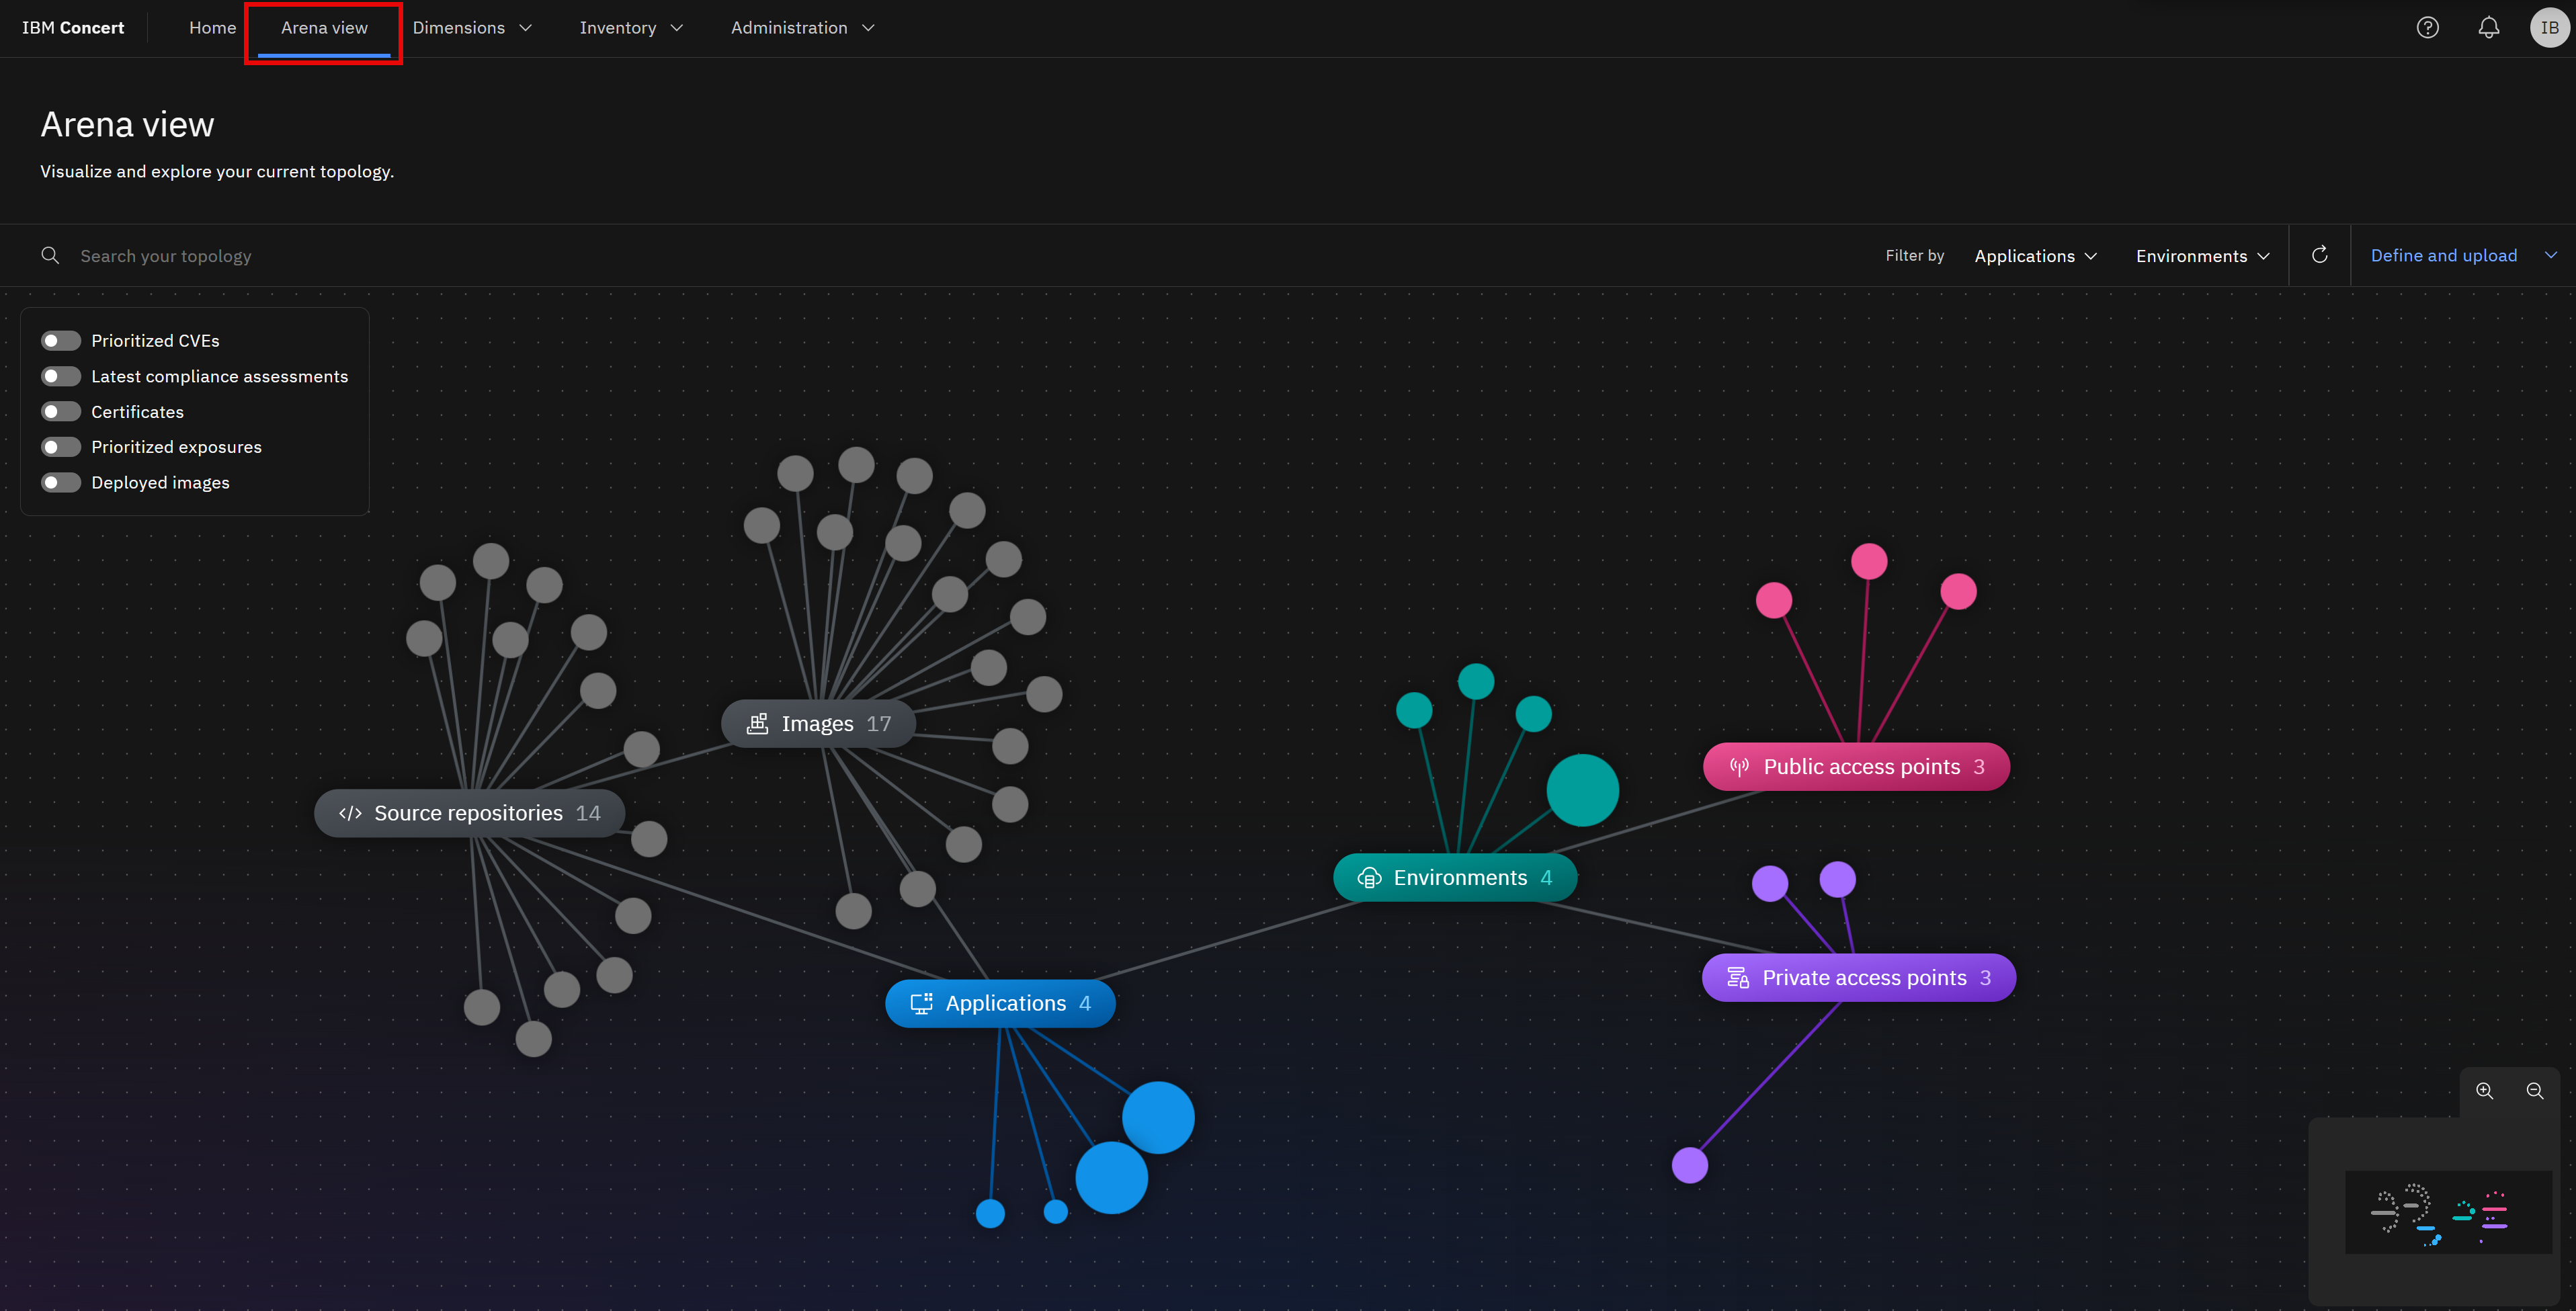 IBM Concert Home Arena view Dimensions Inventory Administration IB
Arena view
Visualize and explore your current topology.
Search your topology Filter by Applications Environments Define and upload
Prioritized CVEs
Latest compliance assessments
Certificates
Prioritized exposures
Deployed images
Images 17
Public access points 3
Source repositories 14
Environments 4
Private access points 3
Applications 4